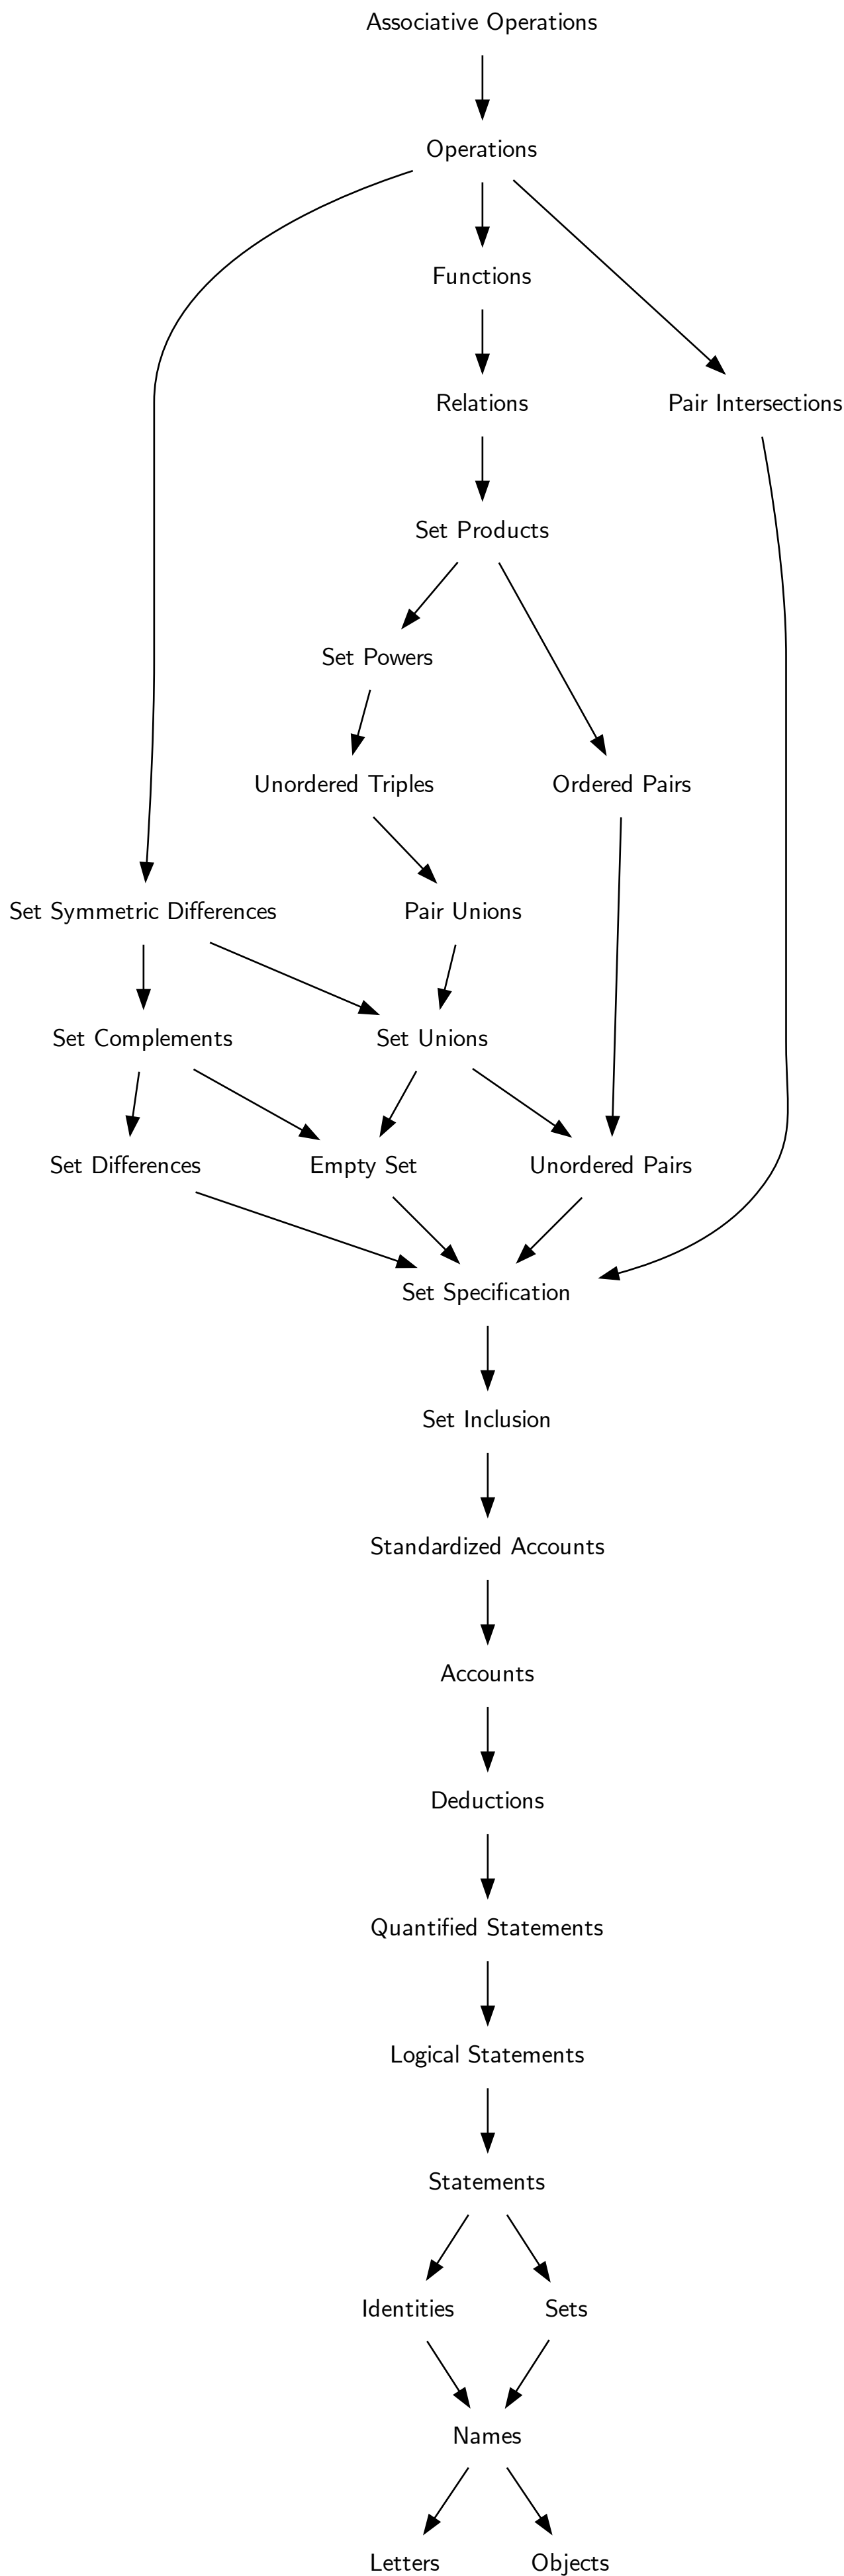 Associative Operations
Operations
Functions
Relations
Pair Intersections
Set Products
Set Powers
Unordered Triples
Ordered Pairs
Set Symmetric Differences
Pair Unions
Set Complements
Set Unions
Set Differences
Empty Set
Unordered Pairs
Set Specification
Set Inclusion
Standardized Accounts
Accounts
Deductions
Quantified Statements
Logical Statements
Statements
Identities
Sets
Names
Letters
Objects